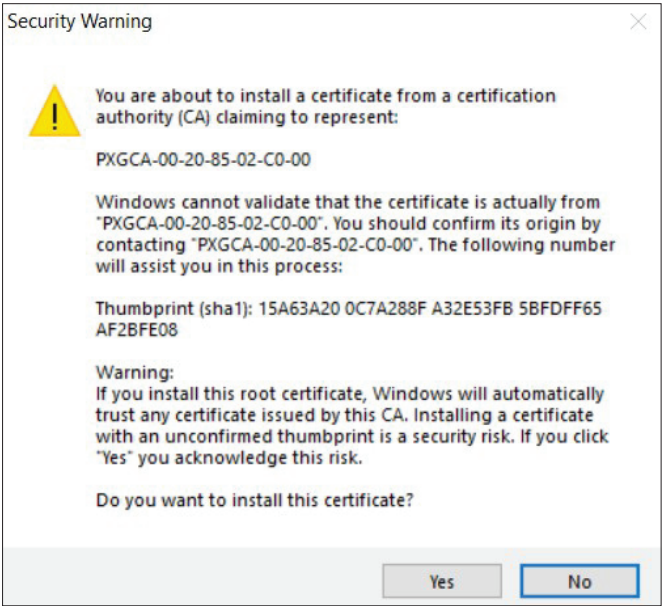 Security Warning
You are about to install a certificate from a certification
authority (CA) claiming to represent:
PXGCA-00-20-85-02-C0-00
Windows cannot validate that the certificate is actually from
"PXGCA-00-20-85-02-C0-00". You should confirm its origin by
contacting "PXGCA-00-20-85-02-C0-00". The following number
will assist you in this process:
Thumbprint (sha1): 15A63A20 0C7A288F A32E53FB 5BFDFF65
AF2BFE08
Warning:
If you install this root certificate, Windows will automatically
trust any certificate issued by this CA. Installing a certificate
with an unconfirmed thumbprint is a security risk. If you click
"Yes" you acknowledge this risk.
Do you want to install this certificate?
Yes No